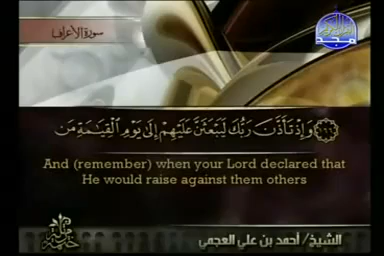 سورة الأعراف
المجد
وَإِذْ تَأَذَّنَ رَبُّكَ لَيَبْعَثَنَّ عَلَيْهِمْ إِلَىٰ يَوْمِ الْقِيَٰمَةِ مَن
And (remember) when your Lord declared that
He would raise against them others
الشيخ/ أحمد بن علي العجمي